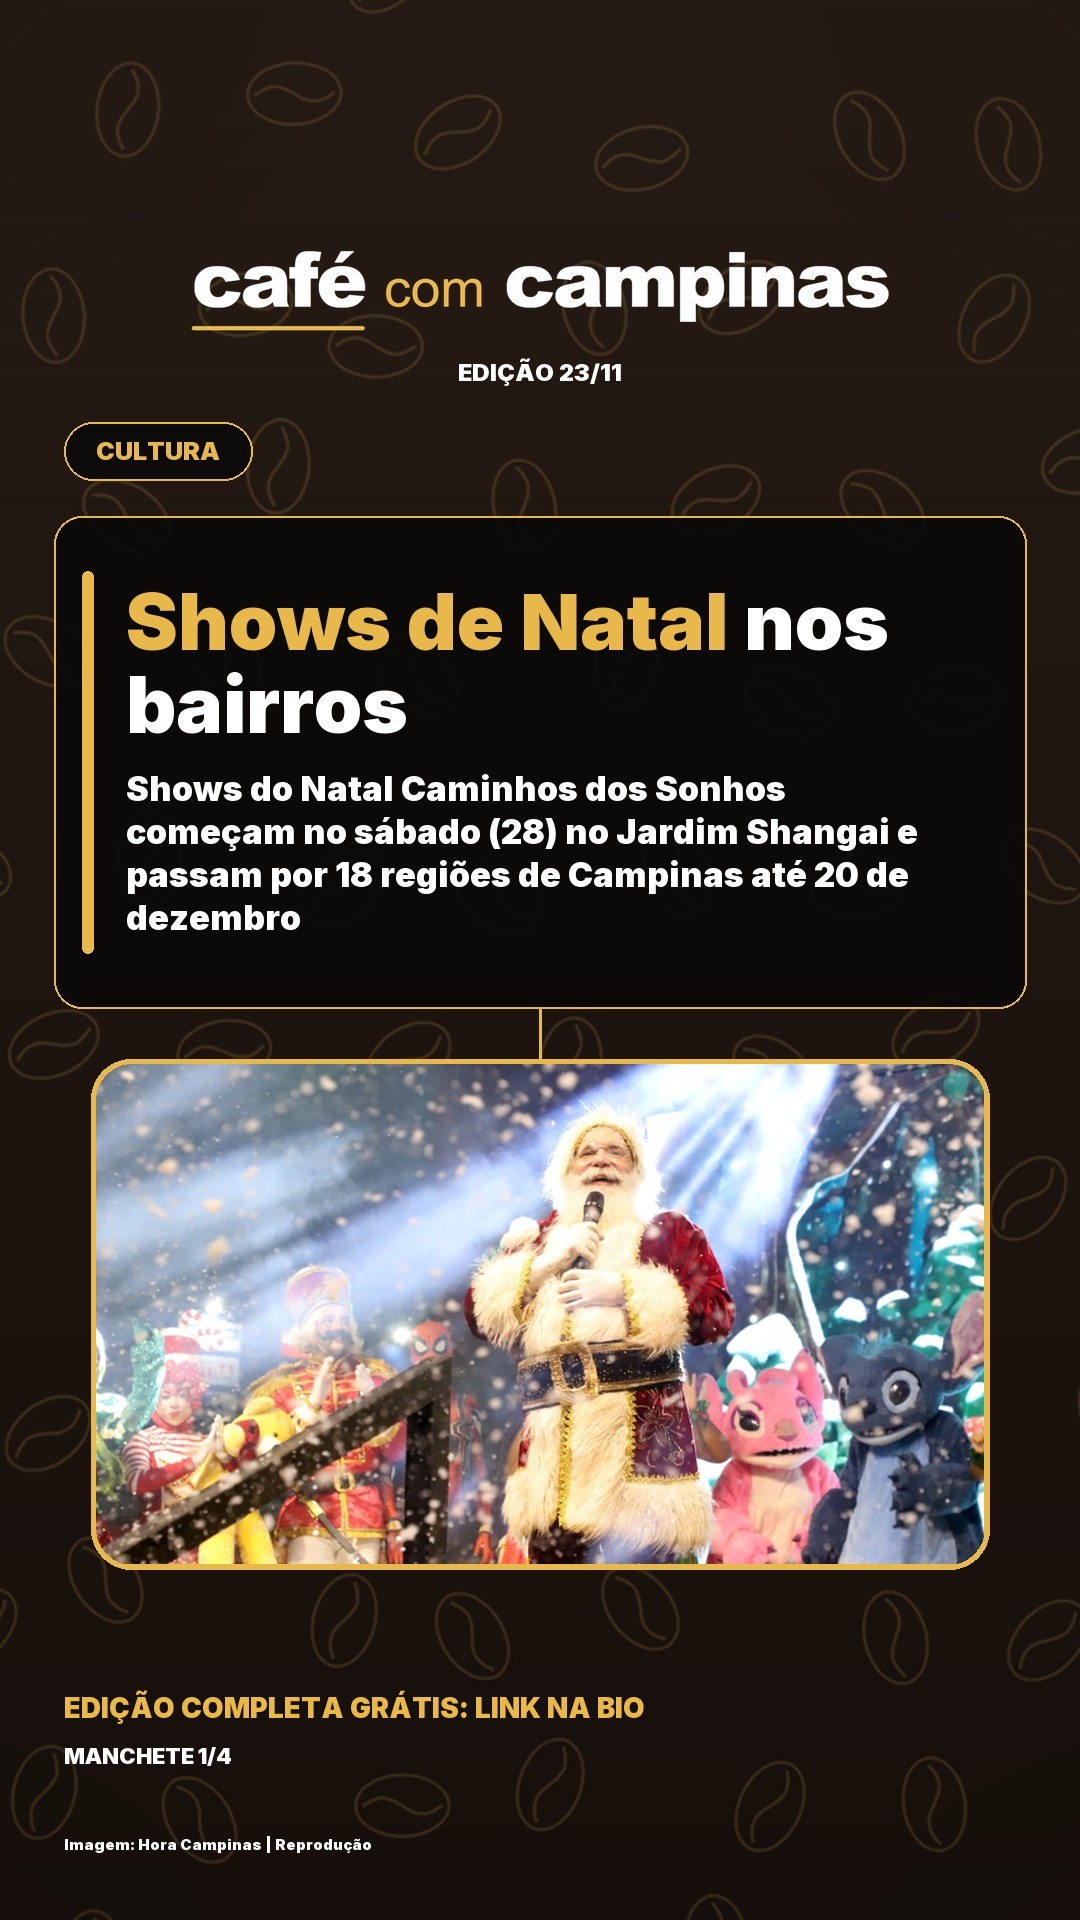 café com campinas
EDIÇÃO 23/11
CULTURA
Shows de Natal nos
bairros
Shows do Natal Caminhos dos Sonhos
começam no sábado (28) no Jardim Shangai e
passam por 18 regiões de Campinas até 20 de
dezembro
EDIÇÃO COMPLETA GRÁTIS: LINK NA BIO
MANCHETE 1/4
Imagem: Hora Campinas | Reprodução